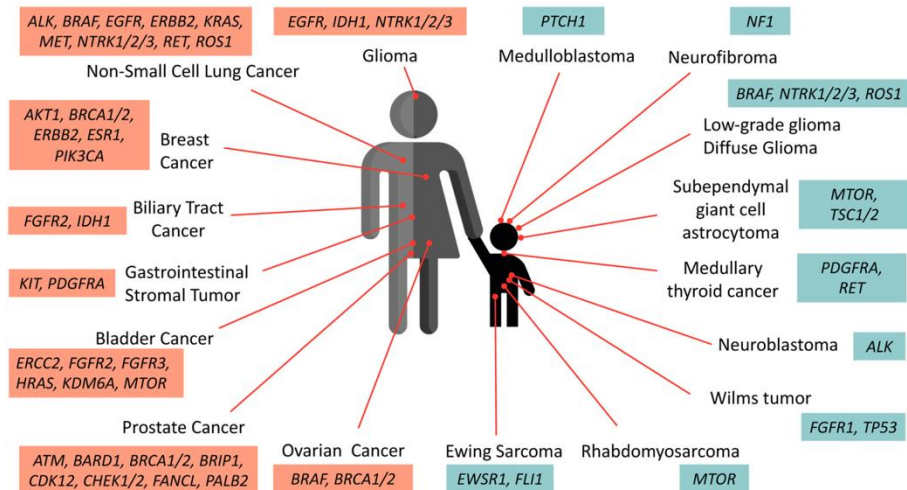 ALK, BRAF, EGFR, ERBB2, KRAS,
MET, NTRK1/2/3, RET, ROS1
Non-Small Cell Lung Cancer
EGFR, IDH1, NTRK1/2/3
Glioma
PTCH1
Medulloblastoma
NF1
Neurofibroma
AKT1, BRCA1/2,
ERBB2, ESR1,
PIK3CA
Breast
Cancer
BRAF, NTRK1/2/3, ROS1
Low-grade glioma
Diffuse Glioma
FGFR2, IDH1
Biliary Tract
Cancer
Subependymal
giant cell
astrocytoma
MTOR,
TSC1/2
KIT, PDGFRA
Gastrointestinal
Stromal Tumor
Medullary
thyroid cancer
PDGFRA,
RET
Bladder Cancer
ERCC2, FGFR2, FGFR3,
HRAS, KDM6A, MTOR
Neuroblastoma
ALK
Wilms tumor
FGFR1, TP53
Prostate Cancer
ATM, BARD1, BRCA1/2, BRIP1,
CDK12, CHEK1/2, FANCL, PALB2
Ovarian Cancer
BRAF, BRCA1/2
Ewing Sarcoma
EWSR1, FLI1
Rhabdomyosarcoma
MTOR